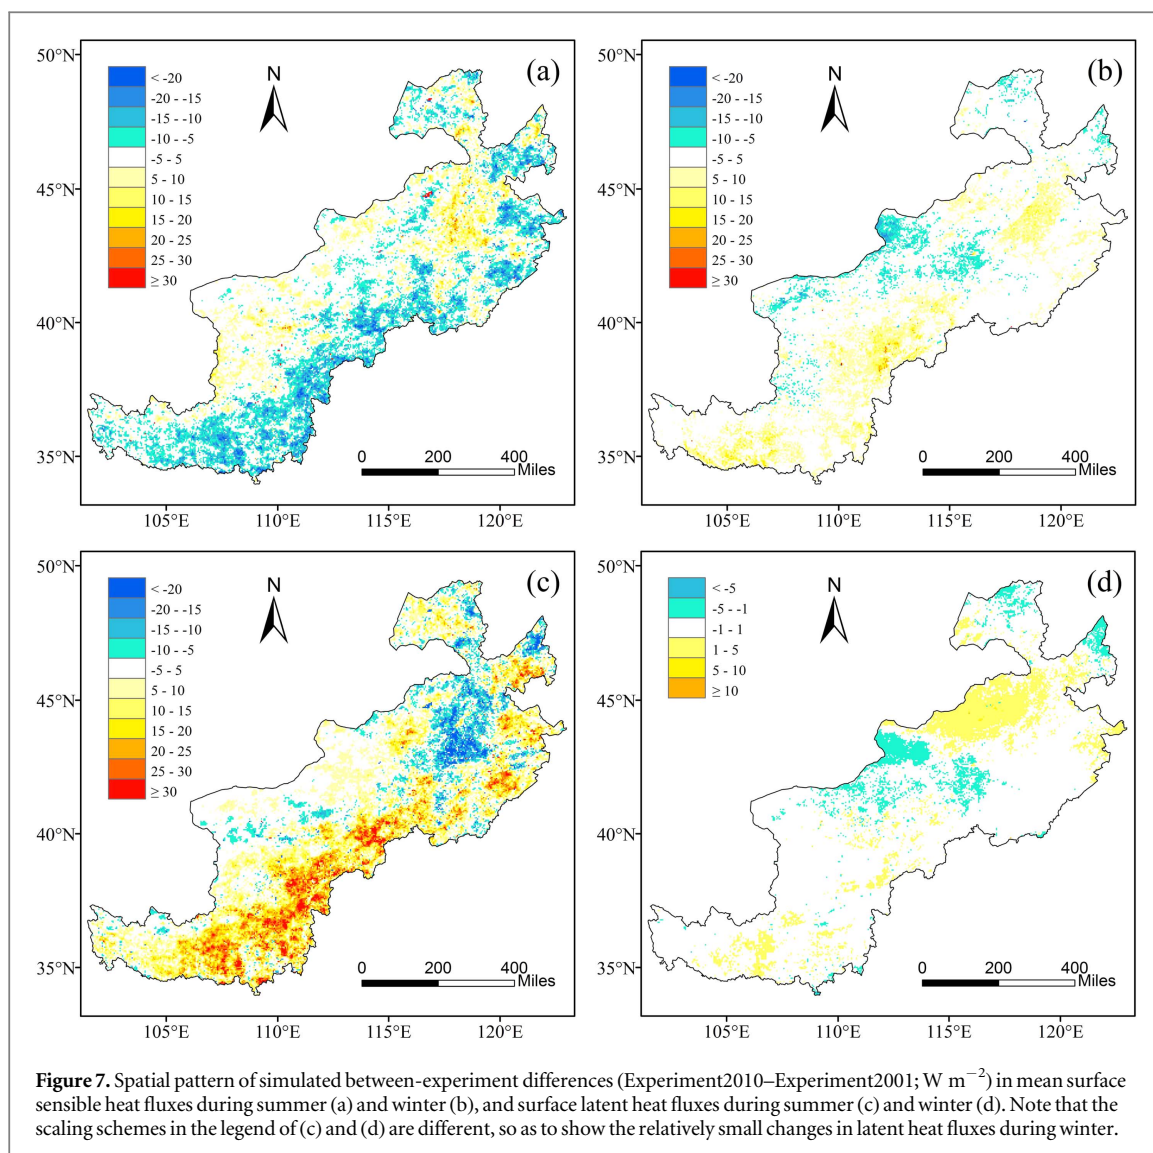 50°N
45°N
40°N
35°N
(a)
N
< -20
-20 - -15
-15 - -10
-10 - -5
-5 - 5
5 - 10
10 - 15
15 - 20
20 - 25
25 - 30
≥ 30
0 200 400
Miles
105°E 110°E 115°E 120°E
50°N
45°N
40°N
35°N
(b)
N
< -20
-20 - -15
-15 - -10
-10 - -5
-5 - 5
5 - 10
10 - 15
15 - 20
20 - 25
25 - 30
≥ 30
0 200 400
Miles
105°E 110°E 115°E 120°E
50°N
45°N
40°N
35°N
(c)
N
< -20
-20 - -15
-15 - -10
-10 - -5
-5 - 5
5 - 10
10 - 15
15 - 20
20 - 25
25 - 30
≥ 30
0 200 400
Miles
105°E 110°E 115°E 120°E
50°N
45°N
40°N
35°N
(d)
N
< -5
-5 - -1
-1 - 1
1 - 5
5 - 10
≥ 10
0 200 400
Miles
105°E 110°E 115°E 120°E
Figure 7. Spatial pattern of simulated between-experiment differences (Experiment2010–Experiment2001; W m⁻²) in mean surface
sensible heat fluxes during summer (a) and winter (b), and surface latent heat fluxes during summer (c) and winter (d). Note that the
scaling schemes in the legend of (c) and (d) are different, so as to show the relatively small changes in latent heat fluxes during winter.